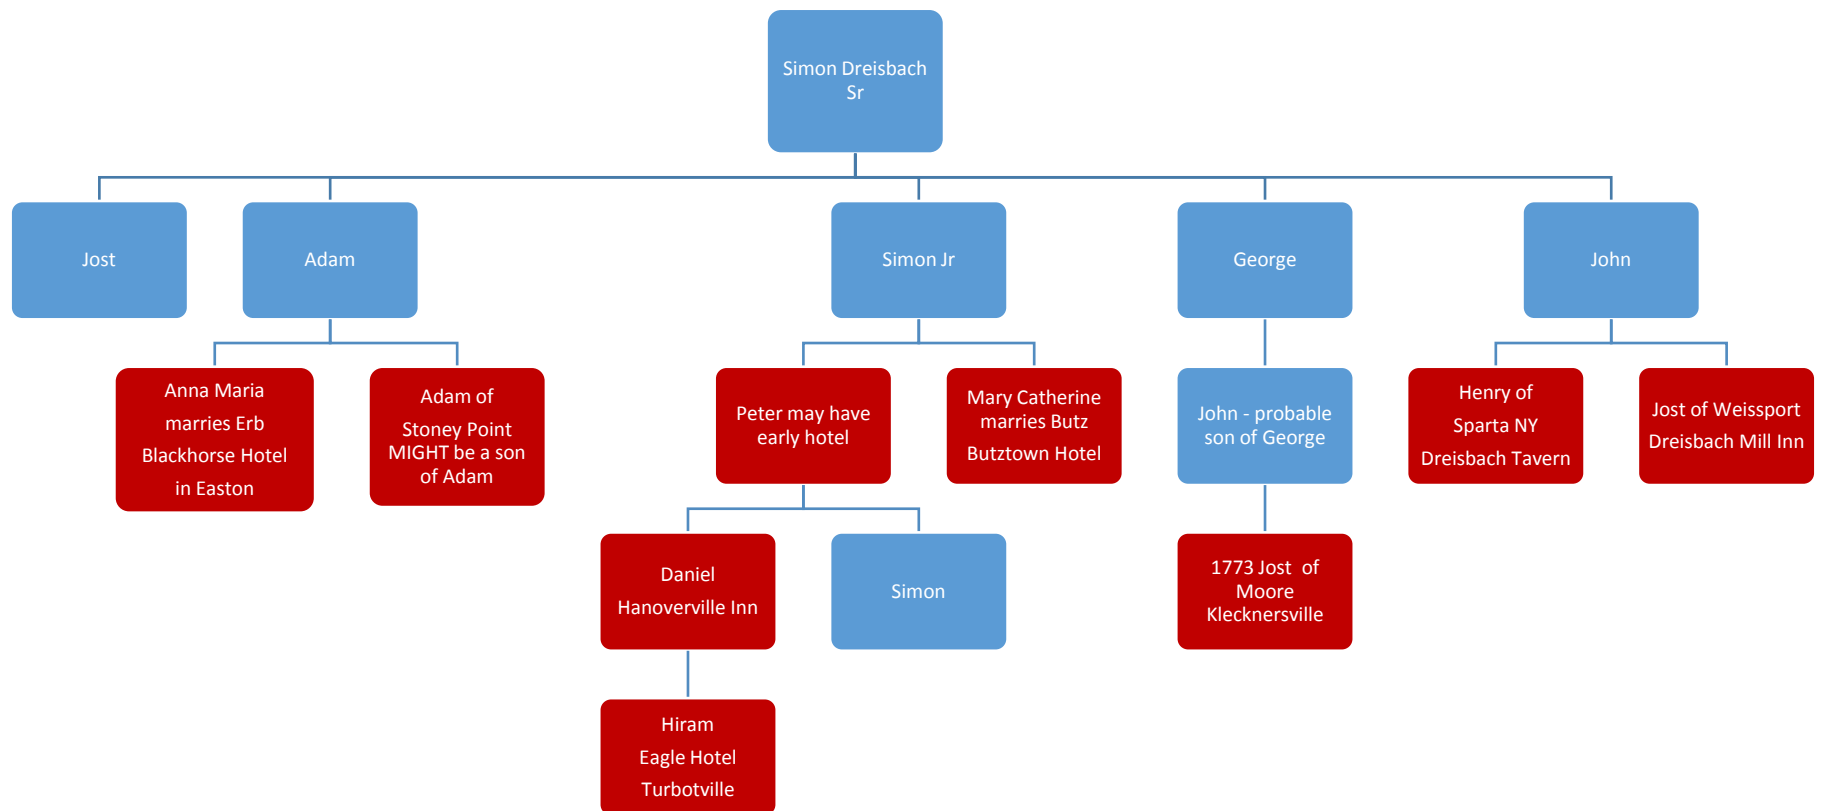 Simon Dreisbach
Sr
Jost
Adam
Simon Jr
George
John
Anna Maria
marries Erb
Blackhorse Hotel
in Easton
Adam of
Stoney Point
MIGHT be a son
of Adam
Peter may have
early hotel
Mary Catherine
marries Butz
Butztown Hotel
John - probable
son of George
Henry of
Sparta NY
Dreisbach Tavern
Jost of Weissport
Dreisbach Mill Inn
Daniel
Hanoverville Inn
Simon
1773 Jost of
Moore
Klecknersville
Hiram
Eagle Hotel
Turbotville